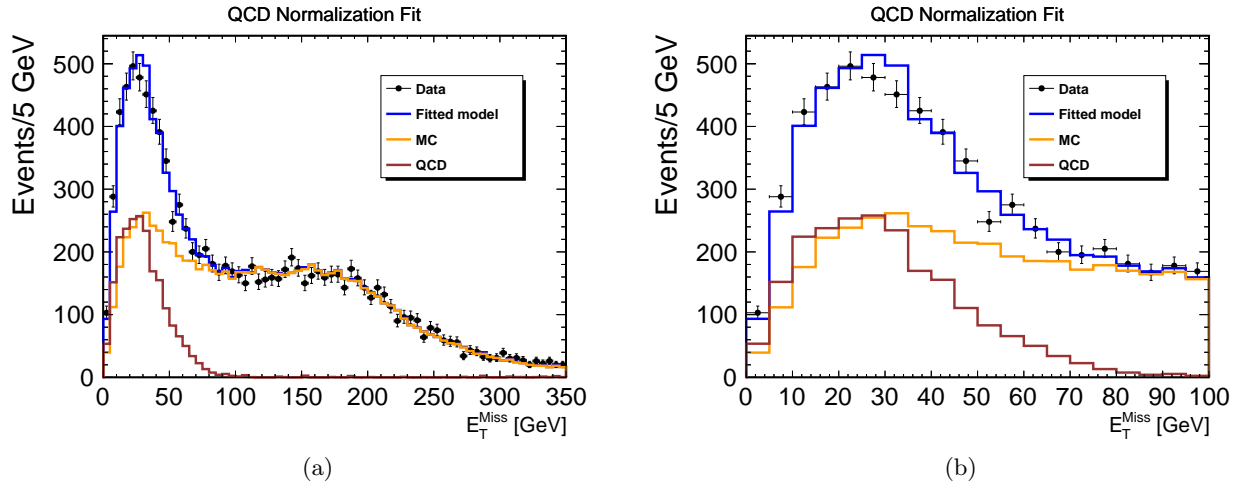 QCD Normalization Fit
Events/5 GeV
500
400
300
200
100
0
Data
Fitted model
MC
QCD
0 50 100 150 200 250 300 350
E_T^Miss [GeV]
(a)
QCD Normalization Fit
Events/5 GeV
500
400
300
200
100
0
Data
Fitted model
MC
QCD
0 10 20 30 40 50 60 70 80 90 100
E_T^Miss [GeV]
(b)